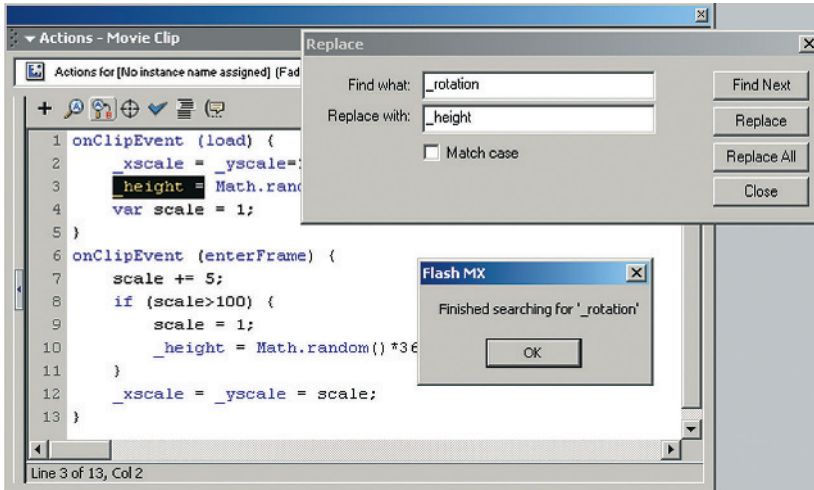 Actions - Movie Clip
Actions for [No instance name assigned] (Fad
1 onClipEvent (load) {
2 _xscale = _yscale=
3 _height = Math.rand
4 var scale = 1;
5 }
6 onClipEvent (enterFrame) {
7 scale += 5;
8 if (scale>100) {
9 scale = 1;
10 _height = Math.random()*36
11 }
12 _xscale = _yscale = scale;
13 }
Line 3 of 13, Col 2
Replace
Find what: _rotation
Replace with: _height
Match case
Find Next
Replace
Replace All
Close
Flash MX
Finished searching for '_rotation'
OK